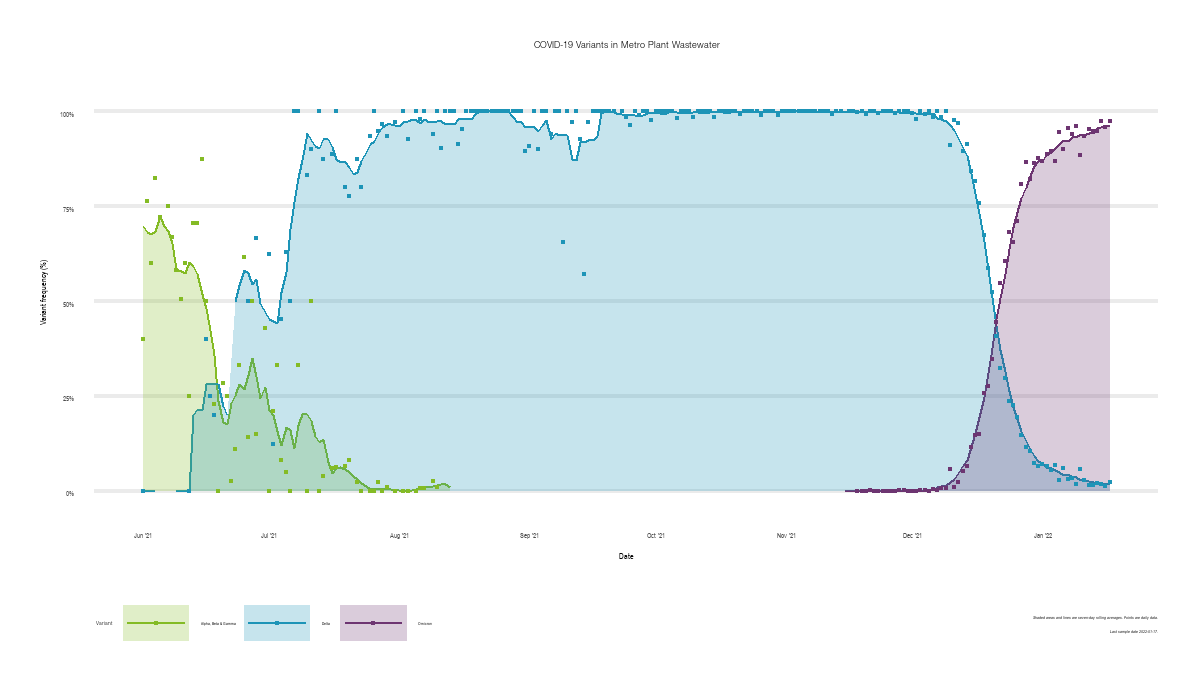 COVID-19 Variants in Metro Plant Wastewater
100%
75%
50%
25%
0%
Variant frequency (%)
Jun '21
Jul '21
Aug '21
Sep '21
Oct '21
Nov '21
Dec '21
Jan '22
Date
Variant
Alpha, Beta & Gamma
Delta
Omicron
Shaded areas and lines are seven-day rolling averages. Points are daily data.
Last sample date 2022-01-17.